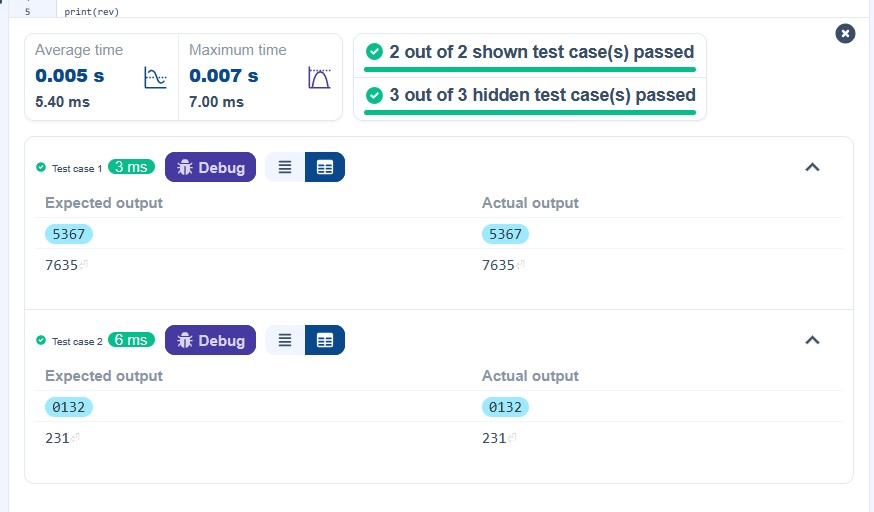 5 print(rev)
Average time
0.005 s
5.40 ms
Maximum time
0.007 s
7.00 ms
2 out of 2 shown test case(s) passed
3 out of 3 hidden test case(s) passed
Test case 1 3 ms Debug
Expected output Actual output
5367 5367
7635⏎ 7635⏎
Test case 2 6 ms Debug
Expected output Actual output
0132 0132
231⏎ 231⏎